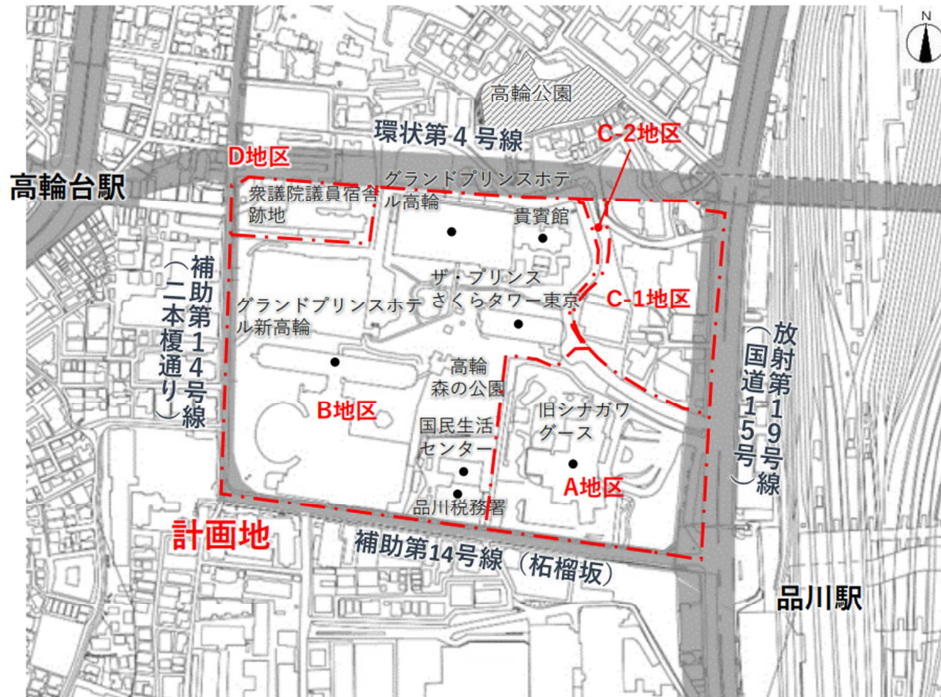 N
高輪公園
環状第4号線
C-2地区
D地区
高輪台駅
衆議院議員宿舎
跡地
グランドプリンスホテ
ル高輪
貴賓館
ザ・プリンス
さくらタワー東京
C-1地区
補助第14号線
（二本榎通り）
グランドプリンスホテ
ル新高輪
放射第19号線
（国道15号）
高輪
森の公園
B地区
旧シナガワ
グース
国民生活
センター
A地区
品川税務署
計画地
補助第14号線（柘榴坂）
品川駅